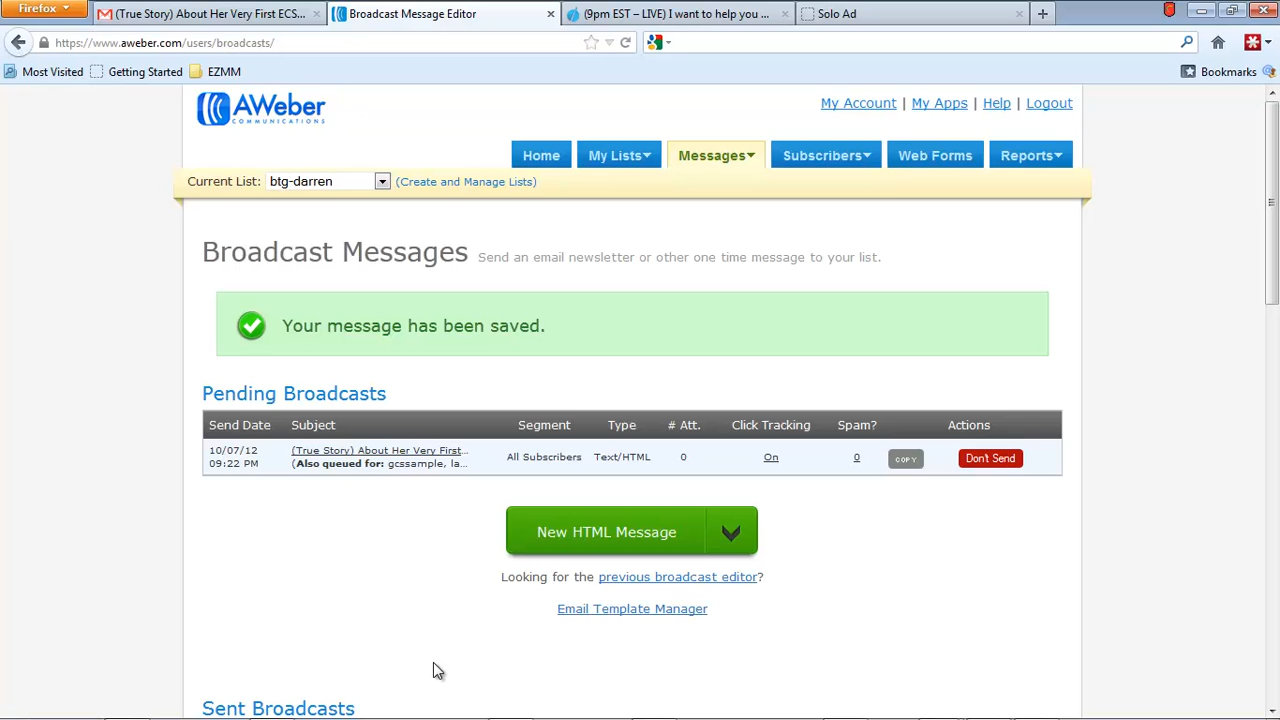 Firefox
(True Story) About Her Very First ECS...
Broadcast Message Editor
(9pm EST – LIVE) I want to help you ...
Solo Ad
https://www.aweber.com/users/broadcasts/
Most Visited
Getting Started
EZMM
Bookmarks
AWeber
COMMUNICATIONS
My Account | My Apps | Help | Logout
Home
My Lists
Messages
Subscribers
Web Forms
Reports
Current List: btg-darren (Create and Manage Lists)
Broadcast Messages Send an email newsletter or other one time message to your list.
Your message has been saved.
Pending Broadcasts
Send Date Subject Segment Type # Att. Click Tracking Spam? Actions
10/07/12 (True Story) About Her Very First... All Subscribers Text/HTML 0 On 0 COPY Don't Send
09:22 PM (Also queued for: gcssample, la...
New HTML Message
Looking for the previous broadcast editor?
Email Template Manager
Sent Broadcasts